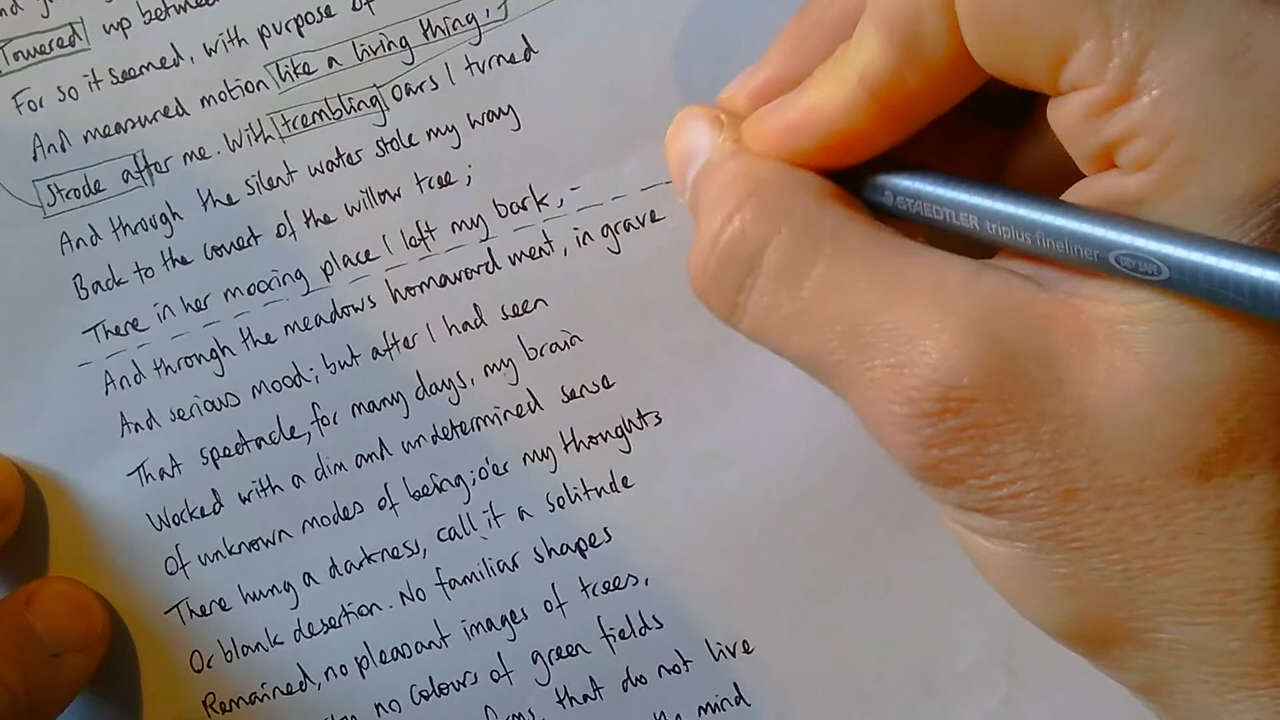 Towered up between
For so it seemed, with purpose of
And measured motion like a living thing,
Strode after me. With trembling oars I turned
And through the silent water stole my way
Back to the covert of the willow tree;
There in her mooring place I left my bark, -
And through the meadows homeward ment, in grave
And serious mood; but after I had seen
That spectacle, for many days, my brain
Worked with a dim and undetermined sense
Of unknown modes of being; o'er my thoughts
There hung a darkness, call it a solitude
Or blank desertion. No familiar shapes
Remained, no pleasant images of trees,
no colours of green fields
that do not live
mind
STAEDTLER triplus fineliner DRY SAFE